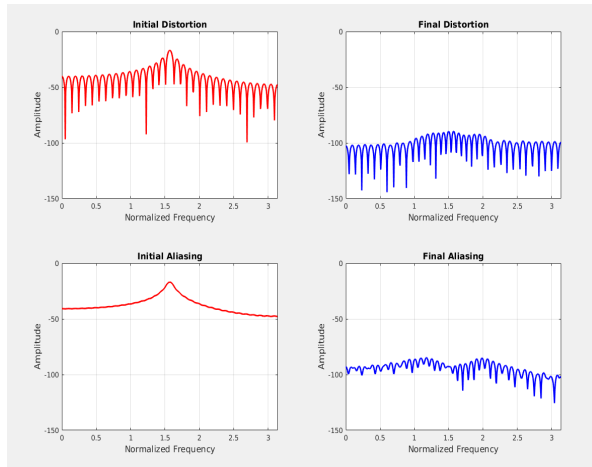 Initial Distortion
0
-50
-100
-150
Amplitude
0 0.5 1 1.5 2 2.5 3
Normalized Frequency
Final Distortion
0
-50
-100
-150
Amplitude
0 0.5 1 1.5 2 2.5 3
Normalized Frequency
Initial Aliasing
0
-50
-100
-150
Amplitude
0 0.5 1 1.5 2 2.5 3
Normalized Frequency
Final Aliasing
0
-50
-100
-150
Amplitude
0 0.5 1 1.5 2 2.5 3
Normalized Frequency